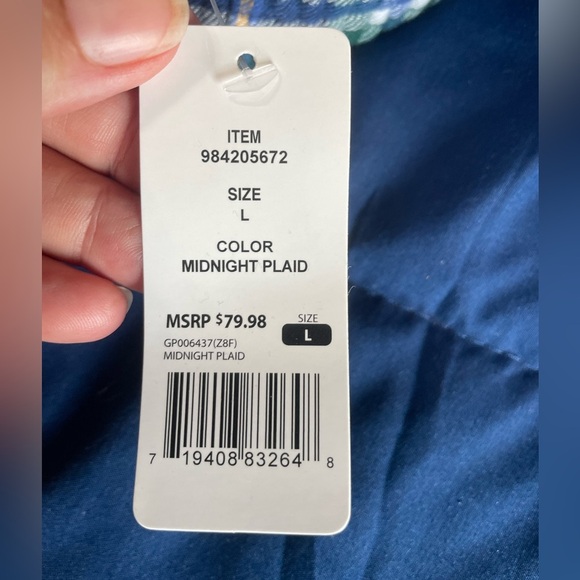 ITEM
984205672
SIZE
L
COLOR
MIDNIGHT PLAID
MSRP $79.98
SIZE
L
GP006437(Z8F)
MIDNIGHT PLAID
7 19408 83264 8